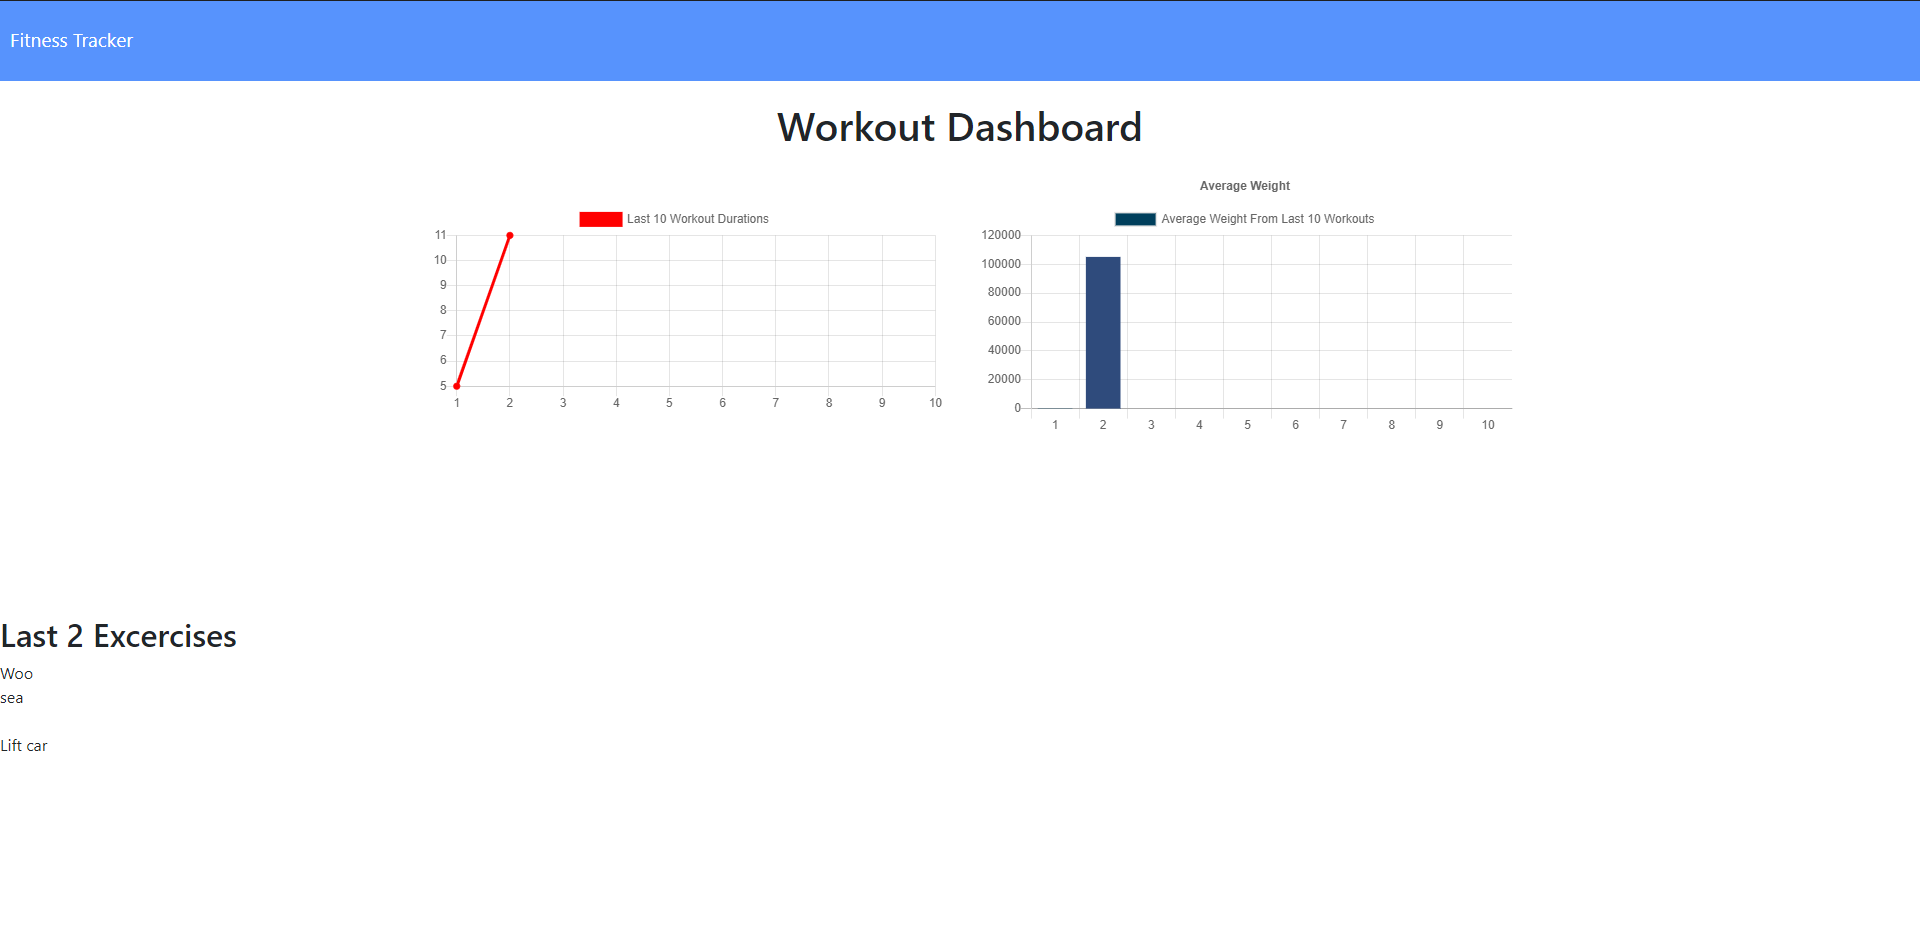 Fitness Tracker
Workout Dashboard
Last 10 Workout Durations
11
10
9
8
7
6
5
1 2 3 4 5 6 7 8 9 10
Average Weight
Average Weight From Last 10 Workouts
120000
100000
80000
60000
40000
20000
0
1 2 3 4 5 6 7 8 9 10
Last 2 Excercises
Woo
sea
Lift car